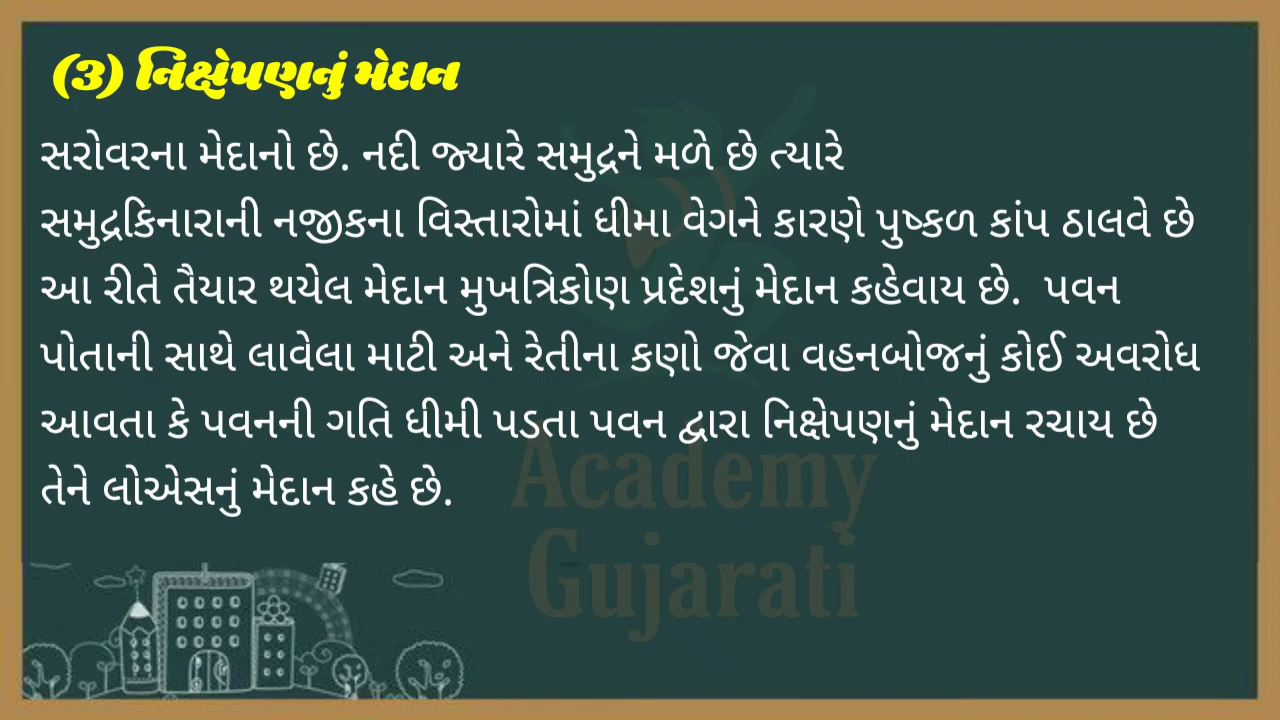 (૩) નિક્ષેપણનું મેદાન
સરોવરના મેદાનો છે. નદી જ્યારે સમુદ્રને મળે છે ત્યારે
સમુદ્રકિનારાની નજીકના વિસ્તારોમાં ધીમા વેગને કારણે પુષ્કળ કાંપ ઠાલવે છે
આ રીતે તૈયાર થયેલ મેદાન મુખત્રિકોણ પ્રદેશનું મેદાન કહેવાય છે. પવન
પોતાની સાથે લાવેલા માટી અને રેતીના કણો જેવા વહનબોજનું કોઈ અવરોધ
આવતા કે પવનની ગતિ ધીમી પડતા પવન દ્વારા નિક્ષેપણનું મેદાન રચાય છે
તેને લોએસનું મેદાન કહે છે.
Academy
Gujarati